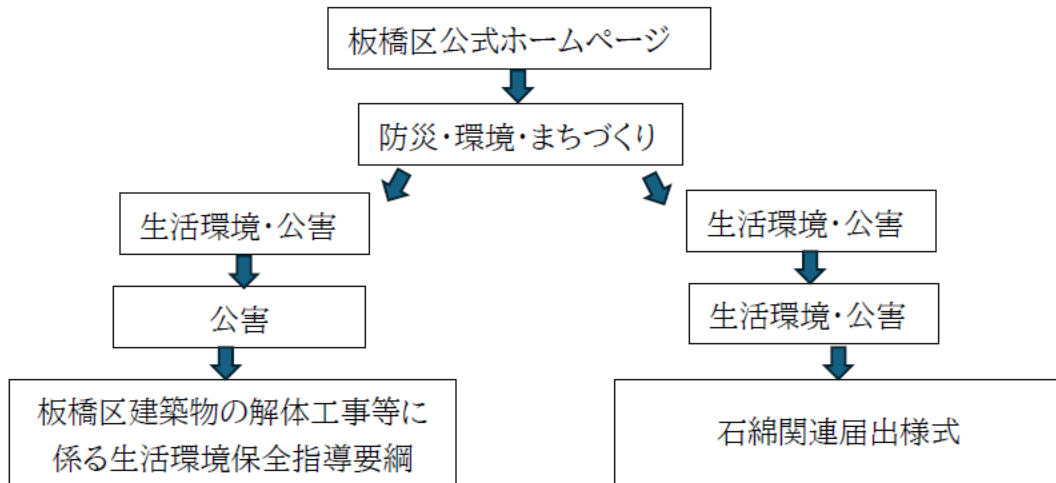 板橋区公式ホームページ
防災・環境・まちづくり
生活環境・公害
公害
板橋区建築物の解体工事等に
係る生活環境保全指導要綱
生活環境・公害
生活環境・公害
石綿関連届出様式